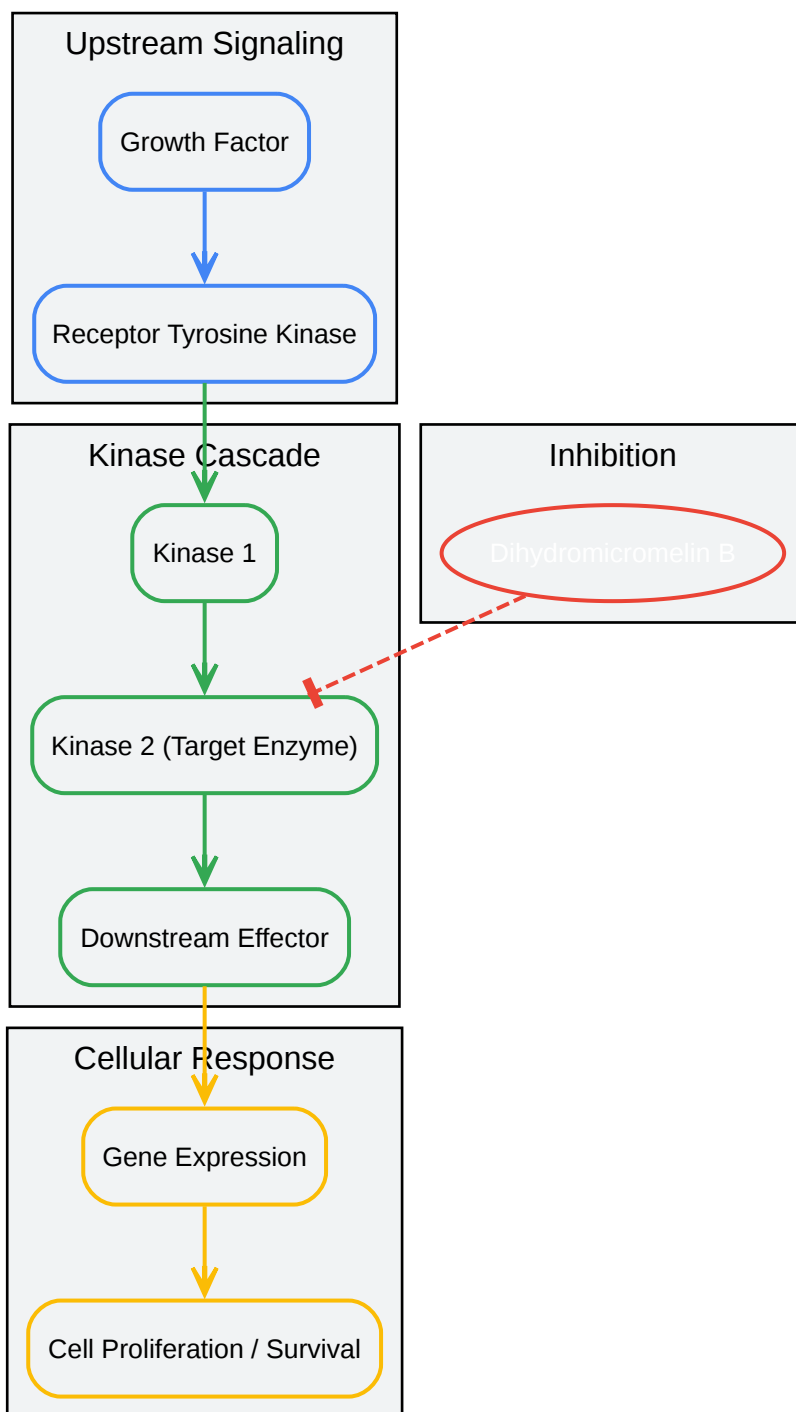 Upstream Signaling
Growth Factor
Receptor Tyrosine Kinase
Kinase Cascade
Kinase 1
Kinase 2 (Target Enzyme)
Downstream Effector
Inhibition
Dihydromicromelin B
Cellular Response
Gene Expression
Cell Proliferation / Survival